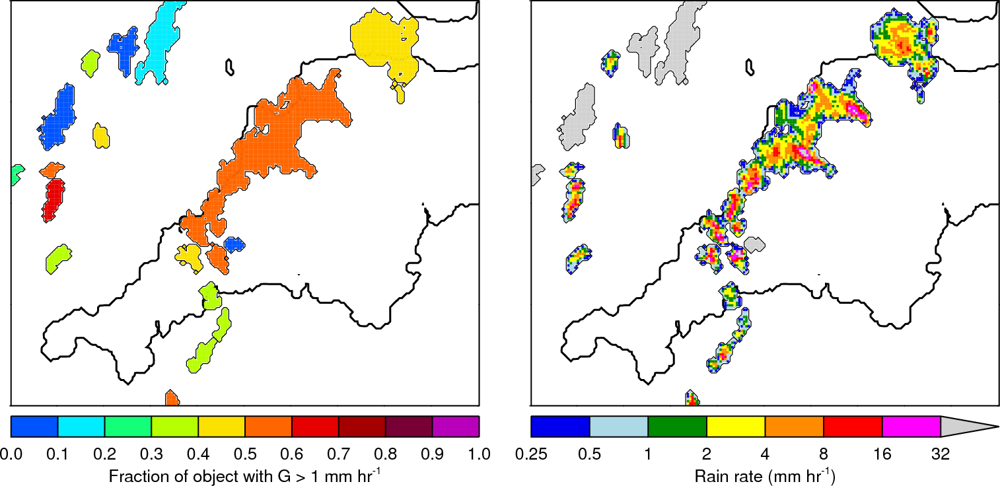 0.0 0.1 0.2 0.3 0.4 0.5 0.6 0.7 0.8 0.9 1.0
Fraction of object with G > 1 mm hr⁻¹
0.25 0.5 1 2 4 8 16 32
Rain rate (mm hr⁻¹)